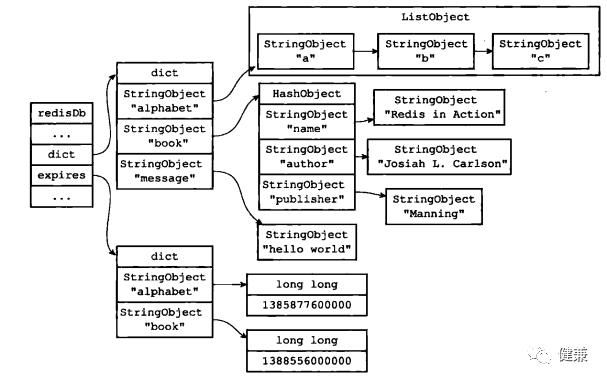 ListObject
StringObject
"a"
StringObject
"b"
StringObject
"c"
dict
StringObject
"alphabet"
StringObject
"book"
StringObject
"message"
HashObject
StringObject
"name"
StringObject
"author"
StringObject
"publisher"
StringObject
"Redis in Action"
StringObject
"Josiah L. Carlson"
StringObject
"Manning"
redisDb
...
dict
expires
...
StringObject
"hello world"
dict
StringObject
"alphabet"
StringObject
"book"
long long
1385877600000
long long
1388556000000
健兼